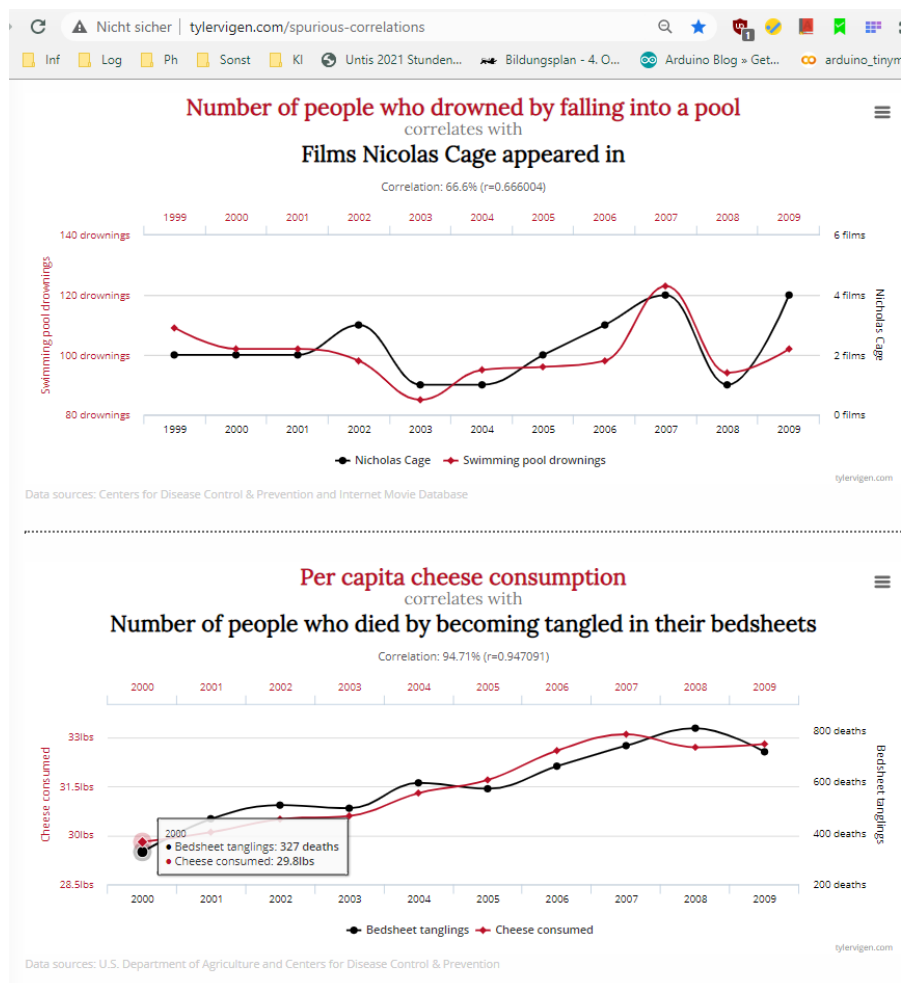 Nicht sicher | tylervigen.com/spurious-correlations
1
Inf Log Ph Sonst KI Untis 2021 Stunden... Bildungsplan - 4. O... Arduino Blog » Get... arduino_tinym
Number of people who drowned by falling into a pool
correlates with
Films Nicolas Cage appeared in
Correlation: 66.6% (r=0.666004)
1999 2000 2001 2002 2003 2004 2005 2006 2007 2008 2009
140 drownings 6 films
120 drownings 4 films
100 drownings 2 films
80 drownings 0 films
Swimming pool drownings
Nicholas Cage
1999 2000 2001 2002 2003 2004 2005 2006 2007 2008 2009
Nicholas Cage Swimming pool drownings
tylervigen.com
Data sources: Centers for Disease Control & Prevention and Internet Movie Database
Per capita cheese consumption
correlates with
Number of people who died by becoming tangled in their bedsheets
Correlation: 94.71% (r=0.947091)
2000 2001 2002 2003 2004 2005 2006 2007 2008 2009
33lbs 800 deaths
31.5lbs 600 deaths
30lbs 400 deaths
28.5lbs 200 deaths
Cheese consumed
Bedsheet tanglings
2000
Bedsheet tanglings: 327 deaths
Cheese consumed: 29.8lbs
2000 2001 2002 2003 2004 2005 2006 2007 2008 2009
Bedsheet tanglings Cheese consumed
tylervigen.com
Data sources: U.S. Department of Agriculture and Centers for Disease Control & Prevention